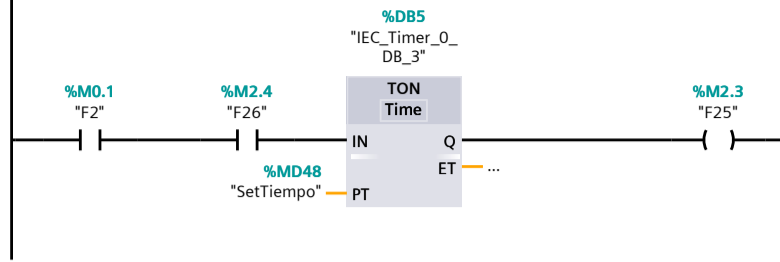 %DB5
"IEC_Timer_0_
DB_3"
%M0.1
"F2"
%M2.4
"F26"
TON
Time
%M2.3
"F25"
IN
Q
%MD48
ET
...
"SetTiempo"
PT